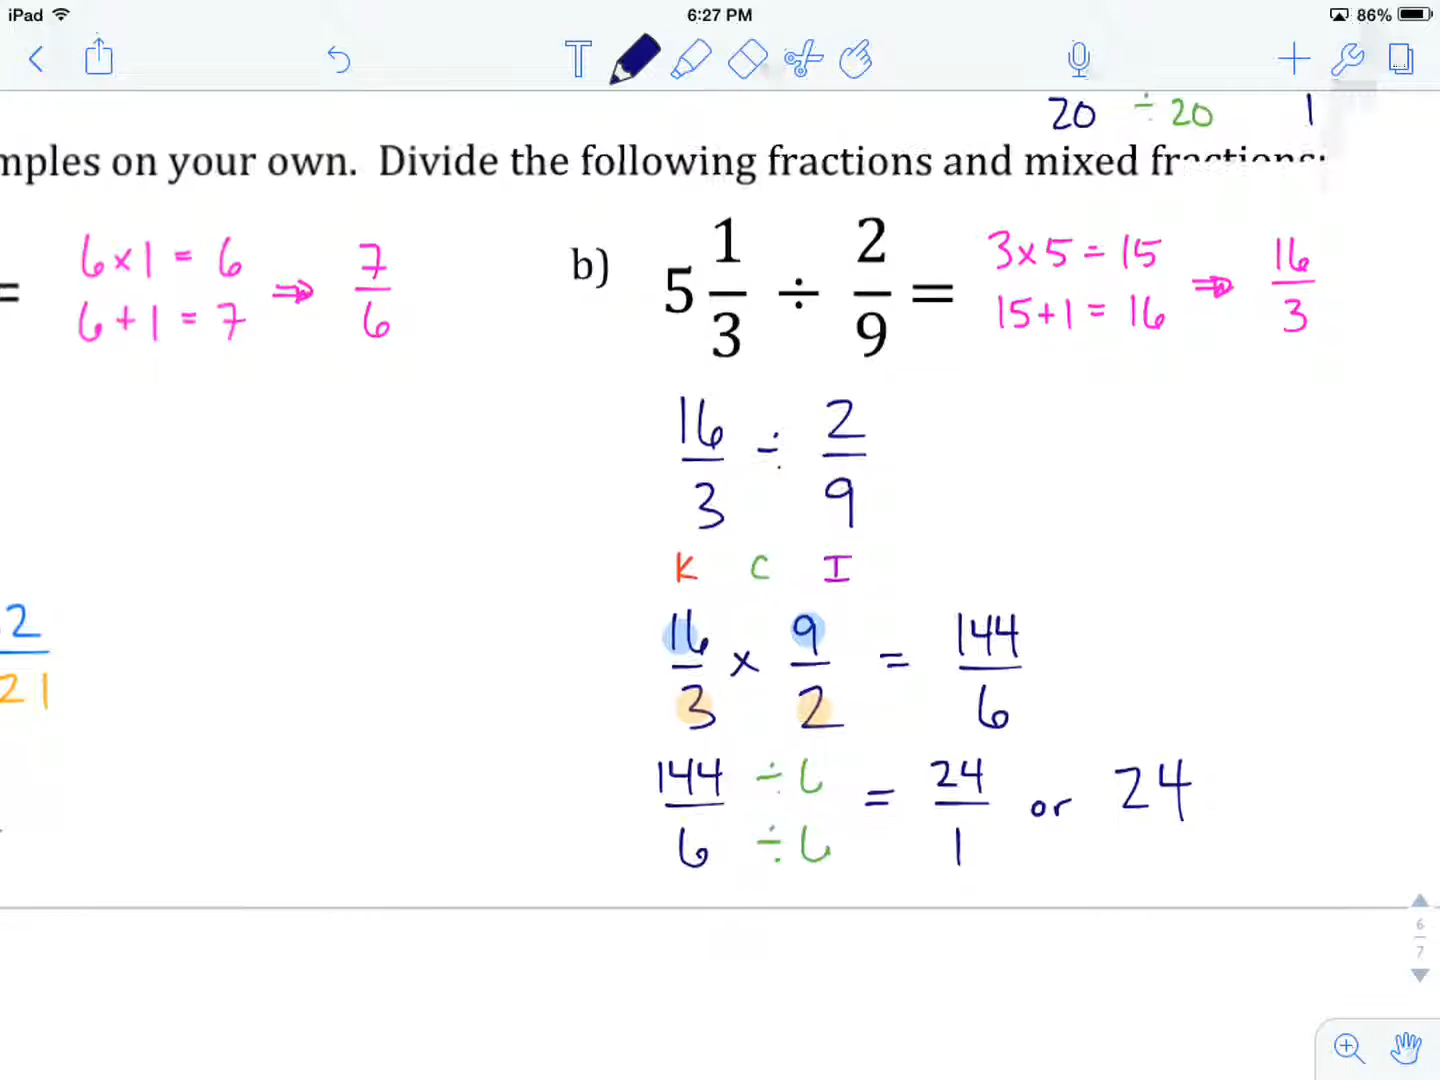 iPad 6:27 PM 86%
T
20 ÷ 20 1
mples on your own. Divide the following fractions and mixed fractions:
= 6 x 1 = 6
6 + 1 = 7 ⇒ 7/6
b) 5 1/3 ÷ 2/9 =
3 x 5 = 15
15 + 1 = 16 ⇒ 16/3
16/3 ÷ 2/9
K C I
2/21
16/3 x 9/2 = 144/6
144/6 ÷6/÷6 = 24/1 or 24
6/7